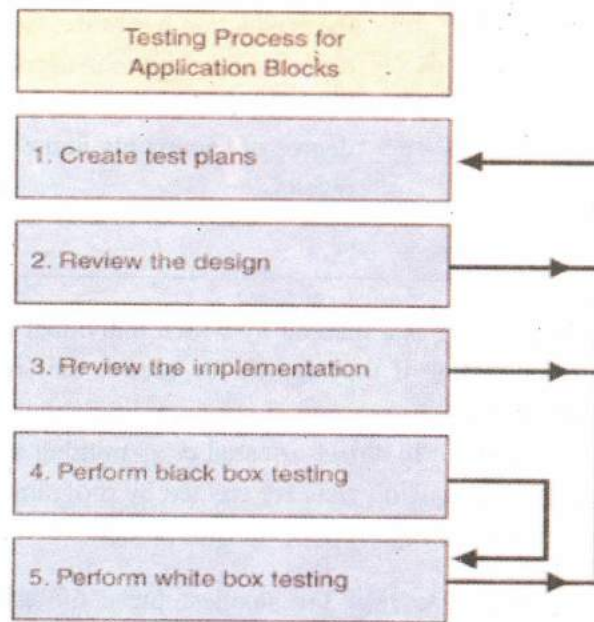 Testing Process for
Application Blocks
1. Create test plans
2. Review the design
3. Review the implementation
4. Perform black box testing
5. Perform white box testing